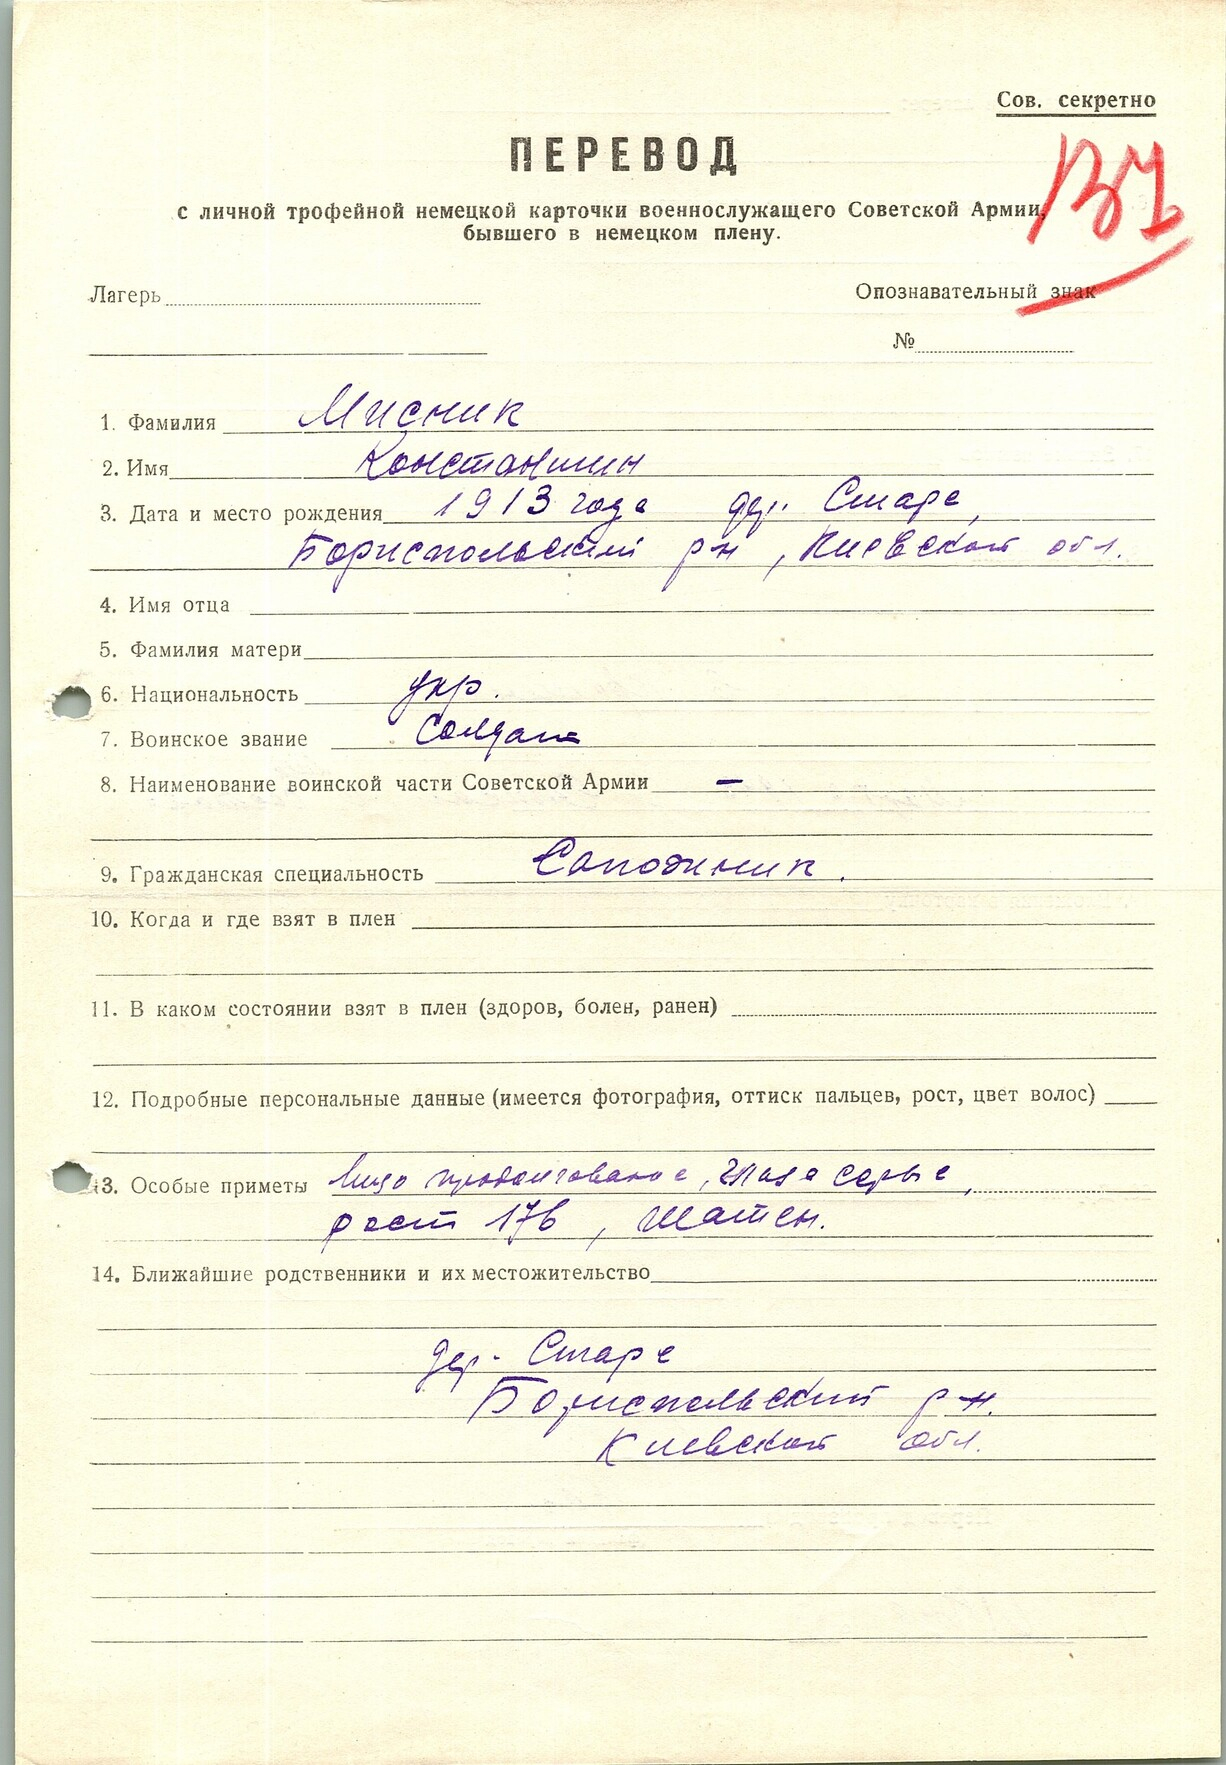 Сов. секретно
ПЕРЕВОД
с личной трофейной немецкой карточки военнослужащего Советской Армии,
бывшего в немецком плену.
Лагерь
Опознавательный знак
№
1. Фамилия Мисник
2. Имя Константин
3. Дата и место рождения 1913 года дер. Старе,
Бориспольский р-н, Киевской обл.
4. Имя отца
5. Фамилия матери
6. Национальность укр.
7. Воинское звание Солдат
8. Наименование воинской части Советской Армии —
9. Гражданская специальность Сапожник.
10. Когда и где взят в плен
11. В каком состоянии взят в плен (здоров, болен, ранен)
12. Подробные персональные данные (имеется фотография, оттиск пальцев, рост, цвет волос)
13. Особые приметы Лицо продолговатое, глаза серые,
рост 176, шатен.
14. Ближайшие родственники и их местожительство
дер. Старе
Бориспольский р-н.
Киевской обл.